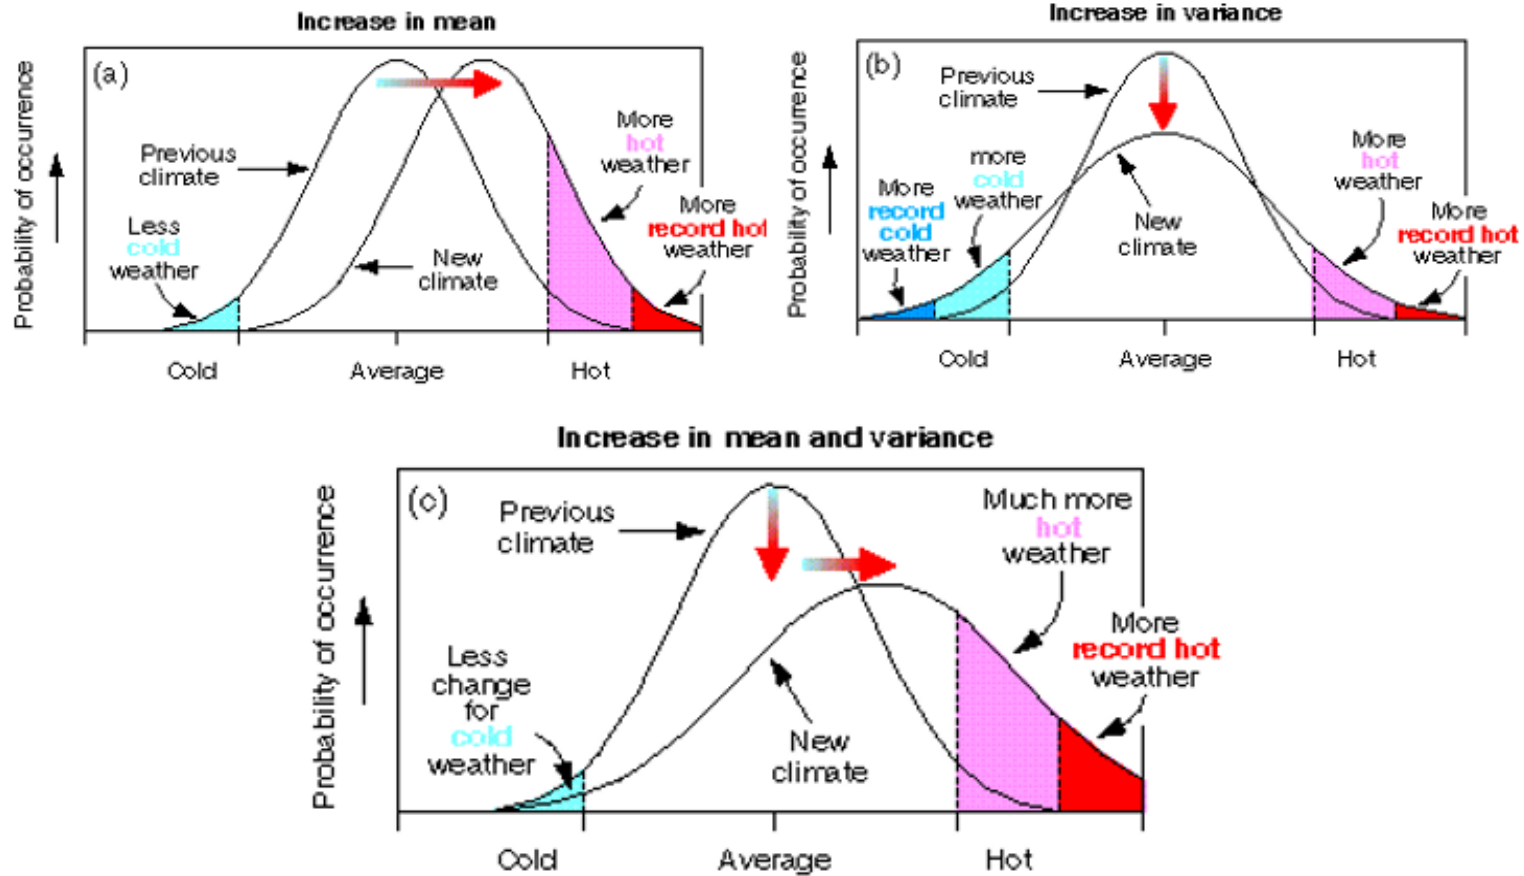 Increase in mean
(a)
Probability of occurrence
Previous
climate
Less
cold
weather
New
climate
More
hot
weather
More
record hot
weather
Cold
Average
Hot
Increase in variance
(b)
Probability of occurrence
Previous
climate
more
cold
weather
More
record
cold
weather
New
climate
More
hot
weather
More
record hot
weather
Cold
Average
Hot
Increase in mean and variance
(c)
Probability of occurrence
Previous
climate
Much more
hot
weather
Less
change
for
cold
weather
New
climate
More
record hot
weather
Cold
Average
Hot